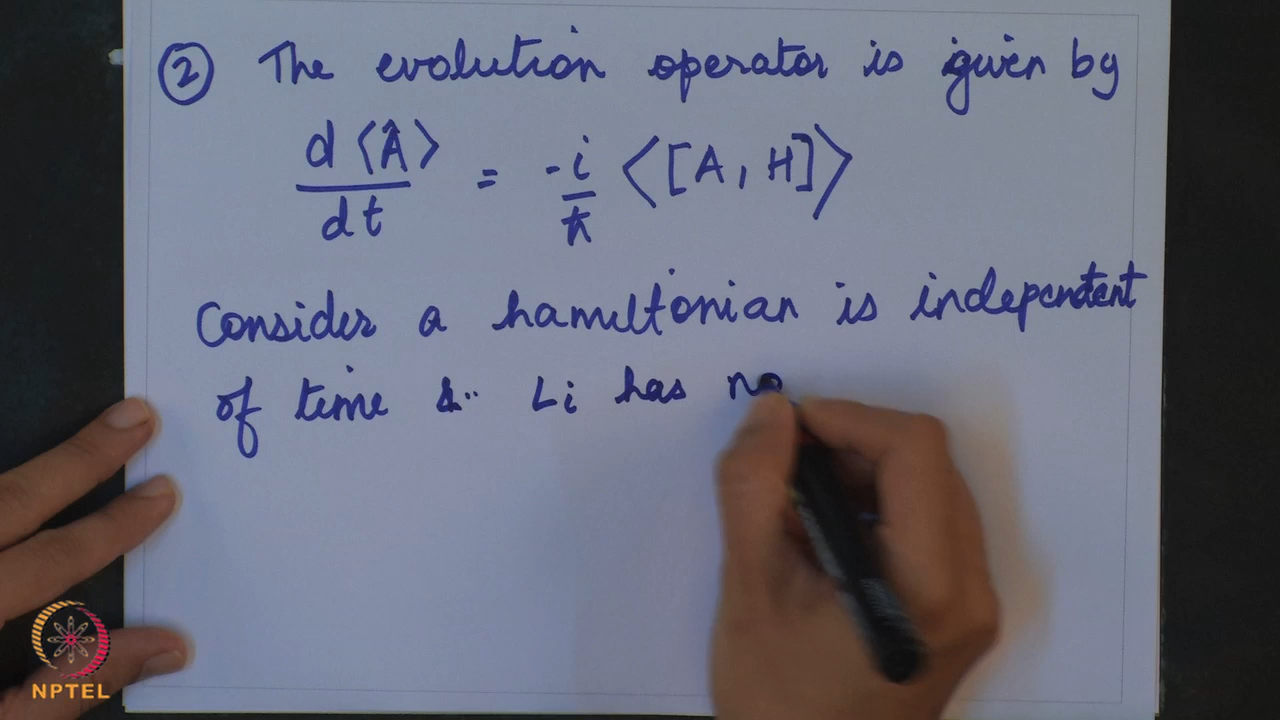 ② The evolution operator is given by
d⟨Â⟩/dt = -i/ħ ⟨[A, H]⟩
Consider a hamiltonian is independent
of time & Li has no
NPTEL